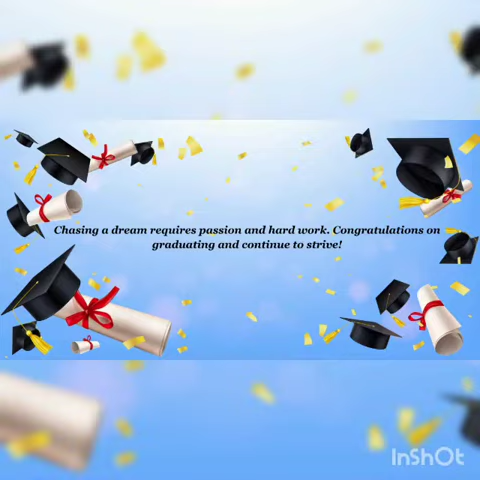 Chasing a dream requires passion and hard work. Congratulations on
graduating and continue to strive!
InShOt